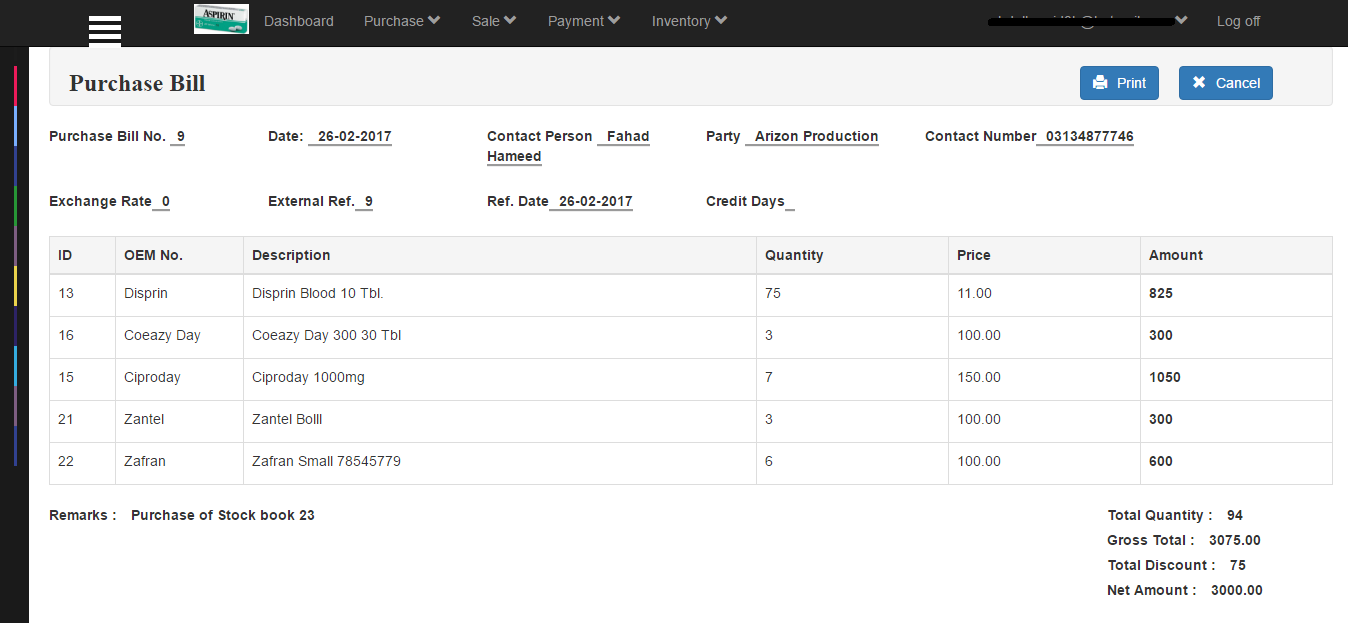 ASPIRIN Dashboard Purchase Sale Payment Inventory Log off
Purchase Bill Print Cancel
Purchase Bill No. 9 Date: 26-02-2017 Contact Person Fahad Party Arizon Production Contact Number 03134877746
Hameed
Exchange Rate 0 External Ref. 9 Ref. Date 26-02-2017 Credit Days
ID OEM No. Description Quantity Price Amount
13 Disprin Disprin Blood 10 Tbl. 75 11.00 825
16 Coeazy Day Coeazy Day 300 30 Tbl 3 100.00 300
15 Ciproday Ciproday 1000mg 7 150.00 1050
21 Zantel Zantel Bolll 3 100.00 300
22 Zafran Zafran Small 78545779 6 100.00 600
Remarks : Purchase of Stock book 23 Total Quantity : 94
Gross Total : 3075.00
Total Discount : 75
Net Amount : 3000.00